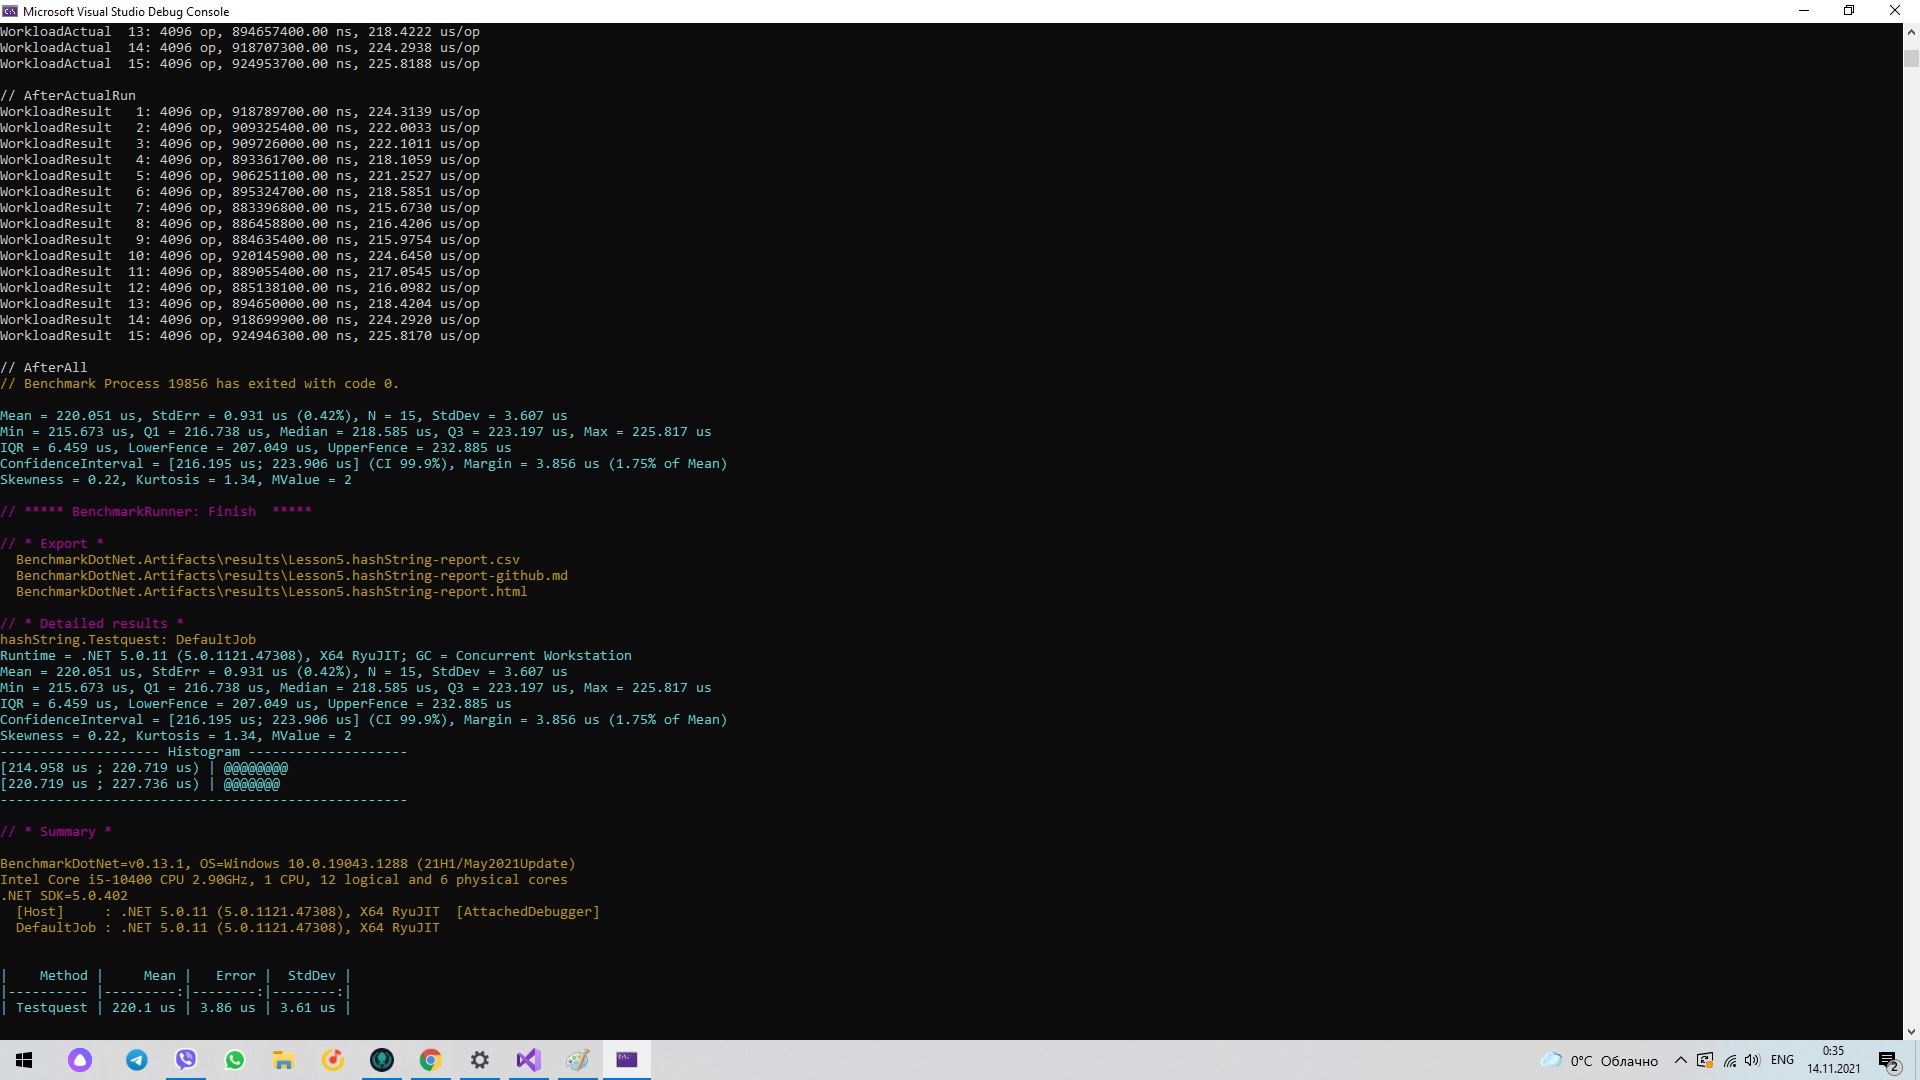 Microsoft Visual Studio Debug Console
WorkloadActual  13: 4096 op, 894657400.00 ns, 218.4222 us/op
WorkloadActual  14: 4096 op, 918707300.00 ns, 224.2938 us/op
WorkloadActual  15: 4096 op, 924953700.00 ns, 225.8188 us/op
// AfterActualRun
WorkloadResult   1: 4096 op, 918789700.00 ns, 224.3139 us/op
WorkloadResult   2: 4096 op, 909325400.00 ns, 222.0033 us/op
WorkloadResult   3: 4096 op, 909726000.00 ns, 222.1011 us/op
WorkloadResult   4: 4096 op, 893361700.00 ns, 218.1059 us/op
WorkloadResult   5: 4096 op, 906251100.00 ns, 221.2527 us/op
WorkloadResult   6: 4096 op, 895324700.00 ns, 218.5851 us/op
WorkloadResult   7: 4096 op, 883396800.00 ns, 215.6730 us/op
WorkloadResult   8: 4096 op, 886458800.00 ns, 216.4206 us/op
WorkloadResult   9: 4096 op, 884635400.00 ns, 215.9754 us/op
WorkloadResult  10: 4096 op, 920145900.00 ns, 224.6450 us/op
WorkloadResult  11: 4096 op, 889055400.00 ns, 217.0545 us/op
WorkloadResult  12: 4096 op, 885138100.00 ns, 216.0982 us/op
WorkloadResult  13: 4096 op, 894650000.00 ns, 218.4204 us/op
WorkloadResult  14: 4096 op, 918699900.00 ns, 224.2920 us/op
WorkloadResult  15: 4096 op, 924946300.00 ns, 225.8170 us/op
// AfterAll
// Benchmark Process 19856 has exited with code 0.
Mean = 220.051 us, StdErr = 0.931 us (0.42%), N = 15, StdDev = 3.607 us
Min = 215.673 us, Q1 = 216.738 us, Median = 218.585 us, Q3 = 223.197 us, Max = 225.817 us
IQR = 6.459 us, LowerFence = 207.049 us, UpperFence = 232.885 us
ConfidenceInterval = [216.195 us; 223.906 us] (CI 99.9%), Margin = 3.856 us (1.75% of Mean)
Skewness = 0.22, Kurtosis = 1.34, MValue = 2
// ***** BenchmarkRunner: Finish  *****
// * Export *
BenchmarkDotNet.Artifacts\results\Lesson5.hashString-report.csv
BenchmarkDotNet.Artifacts\results\Lesson5.hashString-report-github.md
BenchmarkDotNet.Artifacts\results\Lesson5.hashString-report.html
// * Detailed results *
hashString.Testquest: DefaultJob
Runtime = .NET 5.0.11 (5.0.1121.47308), X64 RyuJIT; GC = Concurrent Workstation
Mean = 220.051 us, StdErr = 0.931 us (0.42%), N = 15, StdDev = 3.607 us
Min = 215.673 us, Q1 = 216.738 us, Median = 218.585 us, Q3 = 223.197 us, Max = 225.817 us
IQR = 6.459 us, LowerFence = 207.049 us, UpperFence = 232.885 us
ConfidenceInterval = [216.195 us; 223.906 us] (CI 99.9%), Margin = 3.856 us (1.75% of Mean)
Skewness = 0.22, Kurtosis = 1.34, MValue = 2
-------------------- Histogram --------------------
[214.958 us ; 220.719 us) | @@@@@@@@
[220.719 us ; 227.736 us) | @@@@@@@
---------------------------------------------------
// * Summary *
BenchmarkDotNet=v0.13.1, OS=Windows 10.0.19043.1288 (21H1/May2021Update)
Intel Core i5-10400 CPU 2.90GHz, 1 CPU, 12 logical and 6 physical cores
.NET SDK=5.0.402
[Host]     : .NET 5.0.11 (5.0.1121.47308), X64 RyuJIT  [AttachedDebugger]
DefaultJob : .NET 5.0.11 (5.0.1121.47308), X64 RyuJIT
|    Method |     Mean |   Error |  StdDev |
|---------- |---------:|--------:|--------:|
| Testquest | 220.1 us | 3.86 us | 3.61 us |
0°C Облачно
ENG
0:35
14.11.2021
2